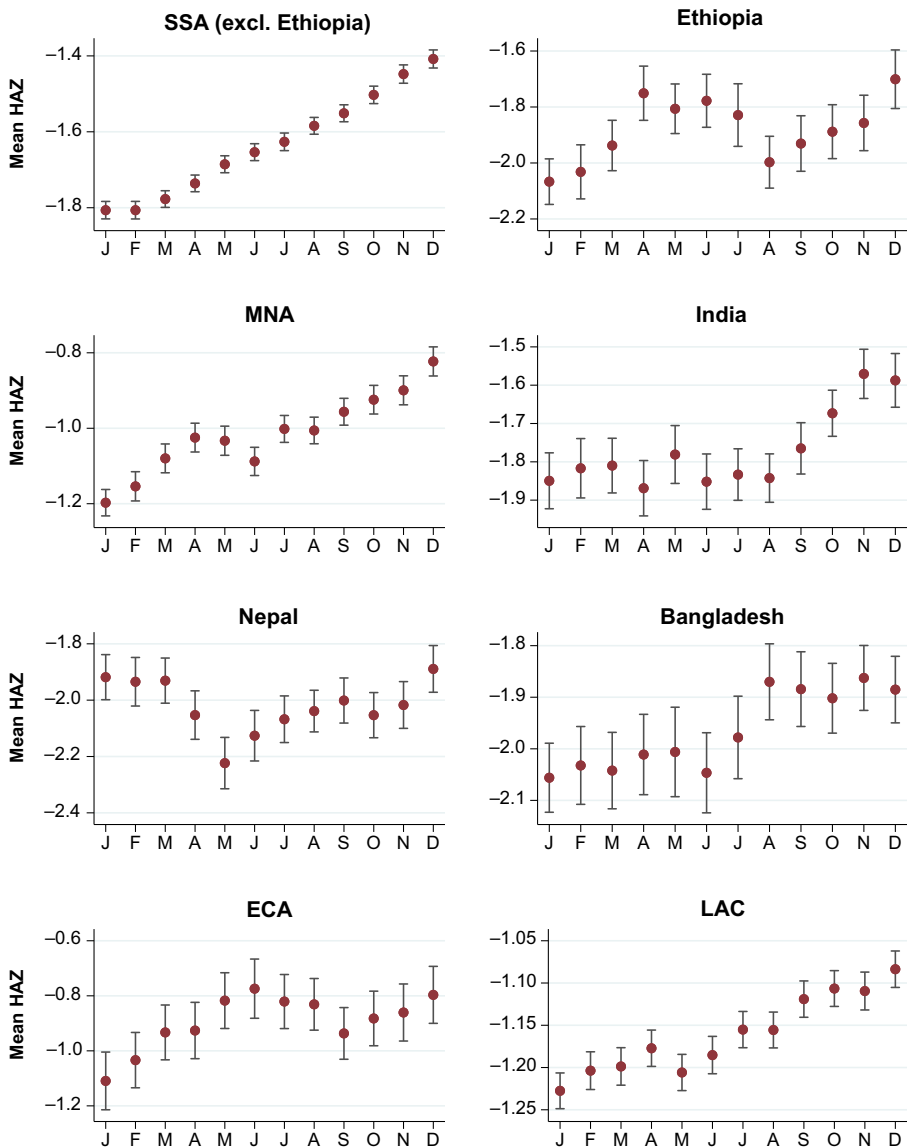 SSA (excl. Ethiopia)
Mean HAZ
−1.4
−1.6
−1.8
J F M A M J J A S O N D
Ethiopia
−1.6
−1.8
−2.0
−2.2
J F M A M J J A S O N D
MNA
Mean HAZ
−0.8
−1.0
−1.2
J F M A M J J A S O N D
India
−1.5
−1.6
−1.7
−1.8
−1.9
J F M A M J J A S O N D
Nepal
Mean HAZ
−1.8
−2.0
−2.2
−2.4
J F M A M J J A S O N D
Bangladesh
−1.8
−1.9
−2.0
−2.1
J F M A M J J A S O N D
ECA
Mean HAZ
−0.6
−0.8
−1.0
−1.2
J F M A M J J A S O N D
LAC
−1.05
−1.10
−1.15
−1.20
−1.25
J F M A M J J A S O N D